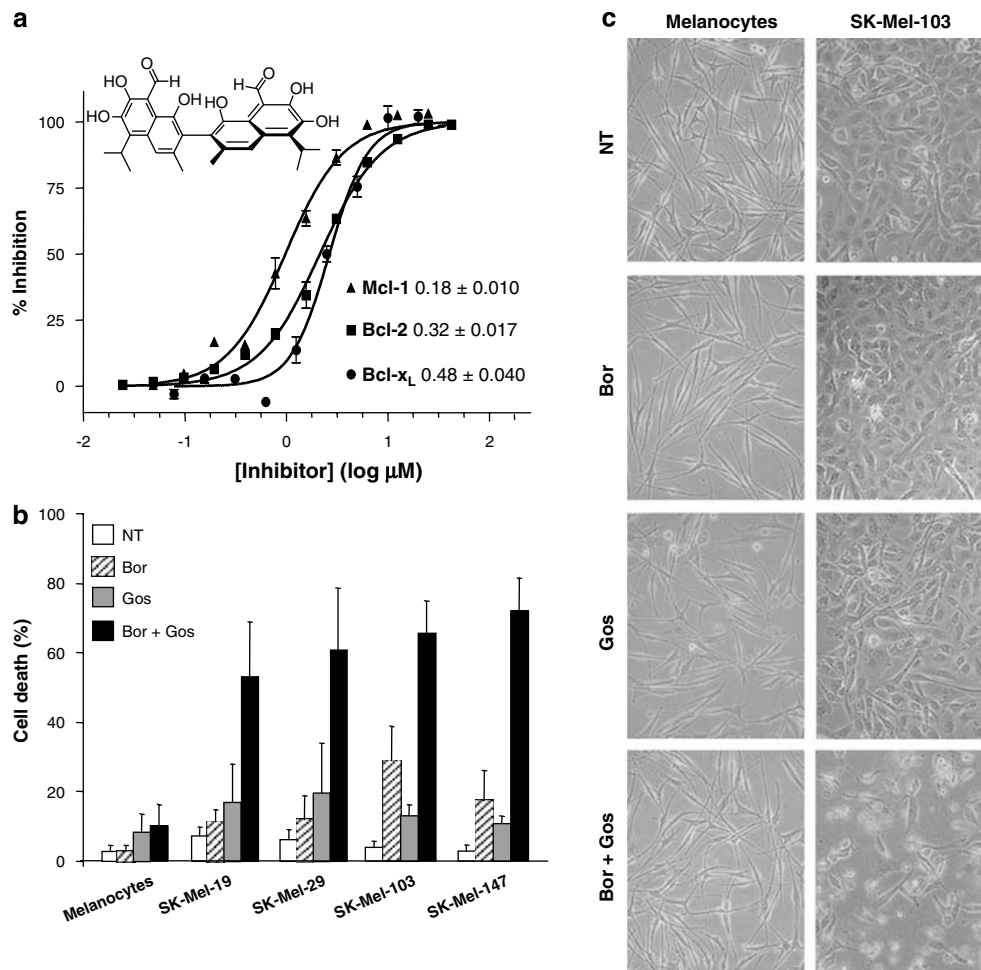 a
O
H
HO
HO
OH
HO
O
H
OH
OH
% Inhibition
100
75
50
25
0
▲ Mcl-1 0.18 ± 0.010
■ Bcl-2 0.32 ± 0.017
● Bcl-xL 0.48 ± 0.040
-2 -1 0 1 2
[Inhibitor] (log μM)
b
Cell death (%)
100
80
60
40
20
0
NT
Bor
Gos
Bor + Gos
Melanocytes
SK-Mel-19
SK-Mel-29
SK-Mel-103
SK-Mel-147
c
Melanocytes SK-Mel-103
NT
Bor
Gos
Bor + Gos